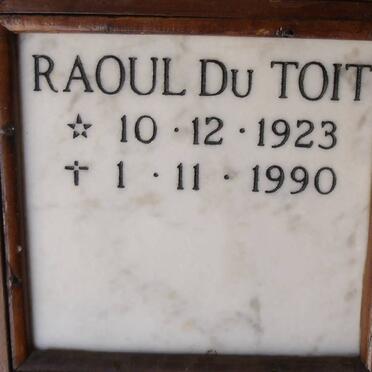 RAOUL Du TOIT
☆ 10 · 12 · 1923
✝ 1 · 11 · 1990